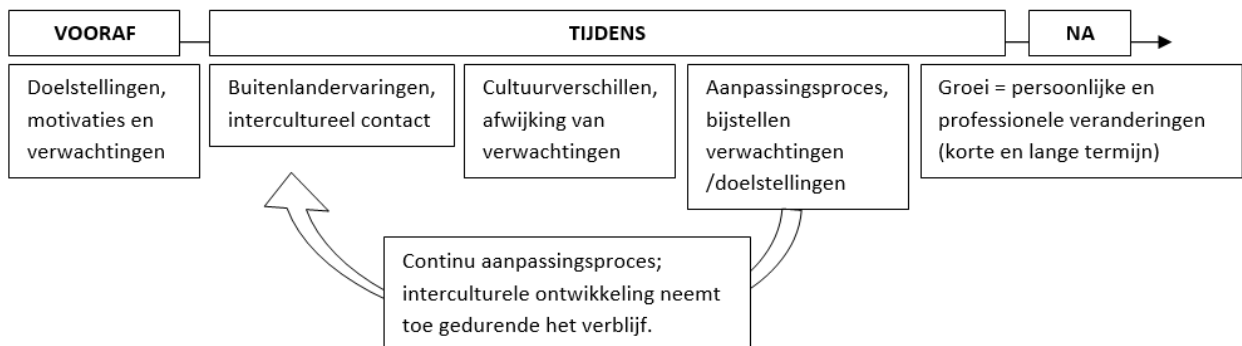 VOORAF
TIJDENS
NA
Doelstellingen,
motivaties en
verwachtingen
Buitenlandervaringen,
intercultureel contact
Cultuurverschillen,
afwijking van
verwachtingen
Aanpassingsproces,
bijstellen
verwachtingen
/doelstellingen
Groei = persoonlijke en
professionele veranderingen
(korte en lange termijn)
Continu aanpassingsproces;
interculturele ontwikkeling neemt
toe gedurende het verblijf.